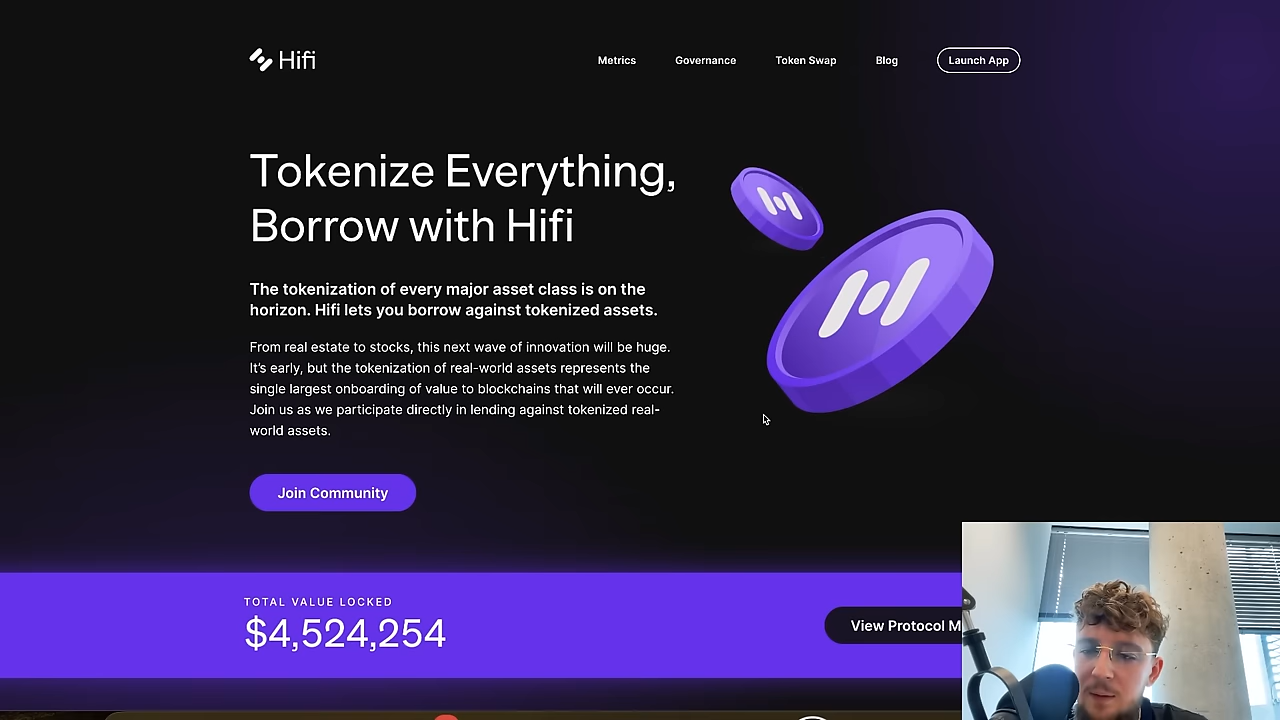 Hifi
Metrics
Governance
Token Swap
Blog
Launch App
Tokenize Everything,
Borrow with Hifi
The tokenization of every major asset class is on the
horizon. Hifi lets you borrow against tokenized assets.
From real estate to stocks, this next wave of innovation will be huge.
It's early, but the tokenization of real-world assets represents the
single largest onboarding of value to blockchains that will ever occur.
Join us as we participate directly in lending against tokenized real-
world assets.
Join Community
TOTAL VALUE LOCKED
$4,524,254
View Protocol M